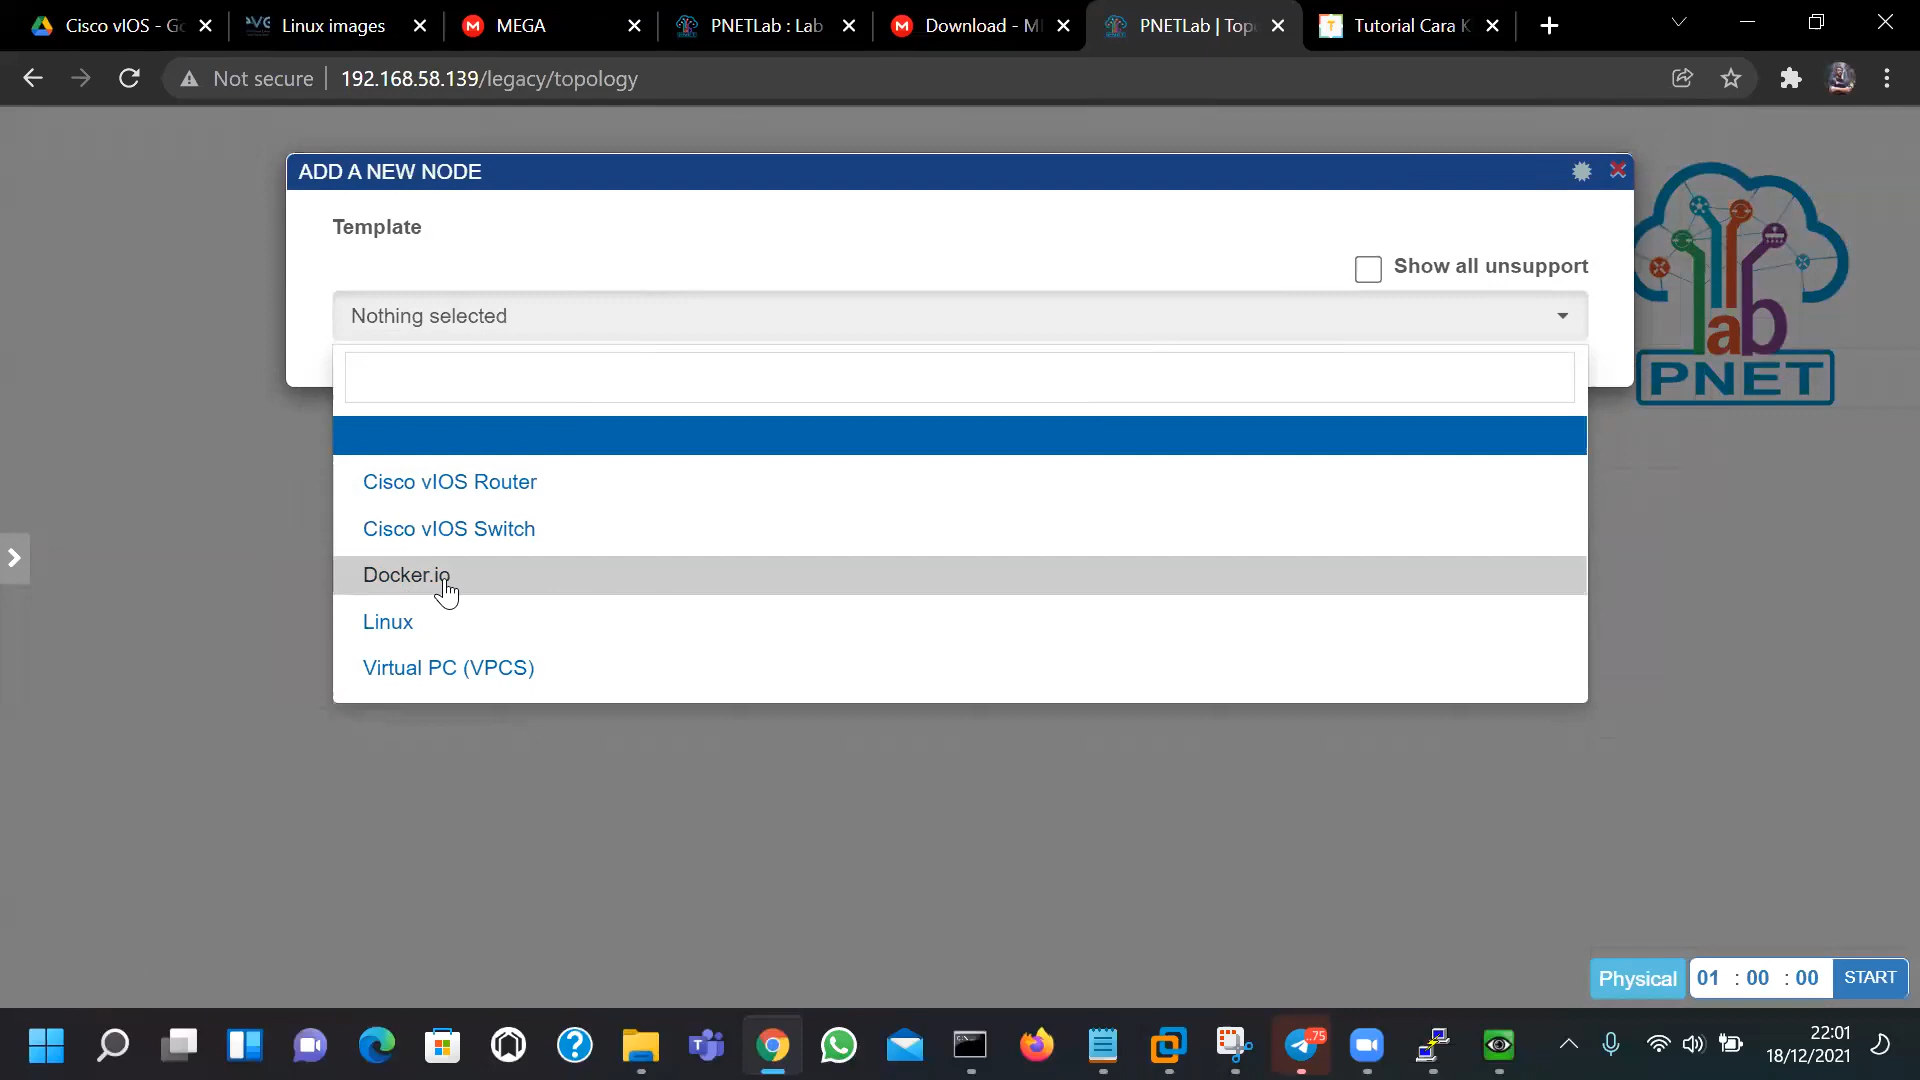 Cisco vIOS - Go
Linux images
MEGA
PNETLab : Lab
Download - M
PNETLab | Top
Tutorial Cara K
Not secure
192.168.58.139/legacy/topology
ADD A NEW NODE
Template
Show all unsupport
Nothing selected
Cisco vIOS Router
Cisco vIOS Switch
Docker.io
Linux
Virtual PC (VPCS)
lab
PNET
Physical
01 : 00 : 00
START
.75
22:01
18/12/2021